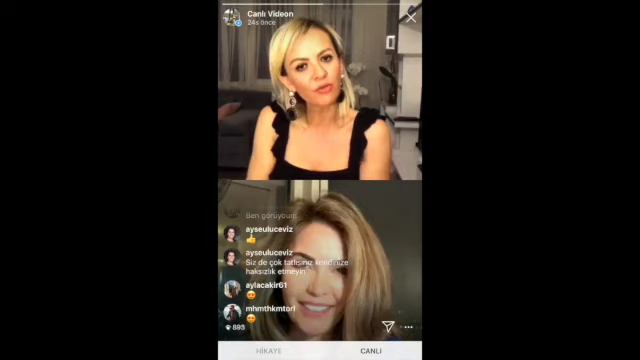 Canlı Videon
24s önce
Ben görüyorum
ayseuluceviz
ayseuluceviz
Siz de çok tatlısınız kendinize
haksızlık etmeyin
aylacakir61
mhmthkmtorl
893
HİKAYE
CANLI